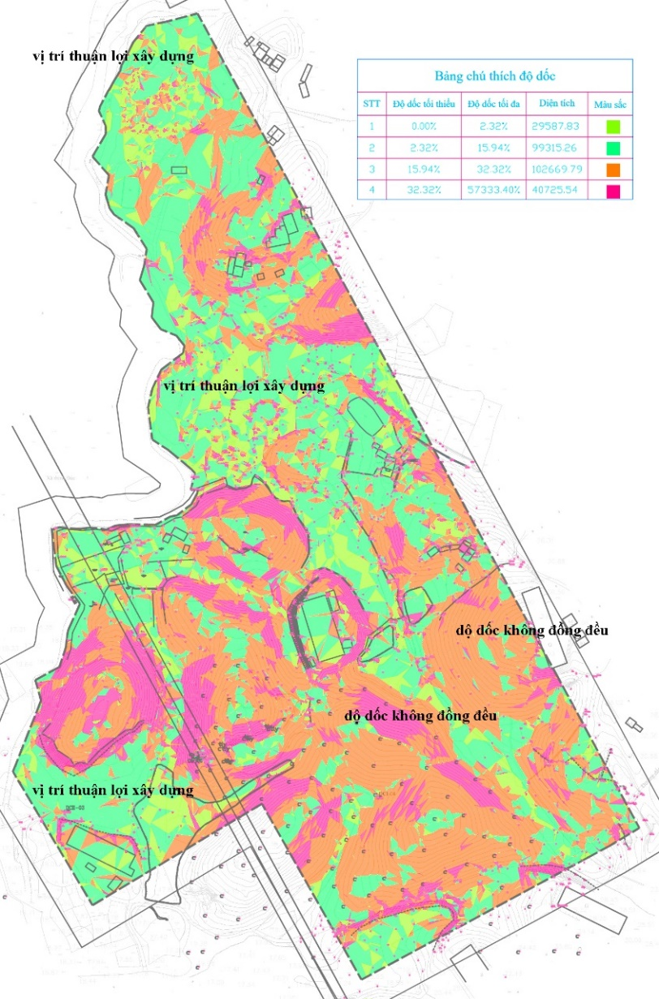 vị trí thuận lợi xây dựng
Bảng chú thích độ dốc
STT Độ dốc tối thiểu Độ dốc tối đa Diện tích Màu sắc
1 0.00% 2.32% 29587.83
2 2.32% 15.94% 99315.26
3 15.94% 32.32% 102669.79
4 32.32% 57333.40% 40725.54
vị trí thuận lợi xây dựng
dộ dốc không đồng đều
dộ dốc không đồng đều
vị trí thuận lợi xây dựng